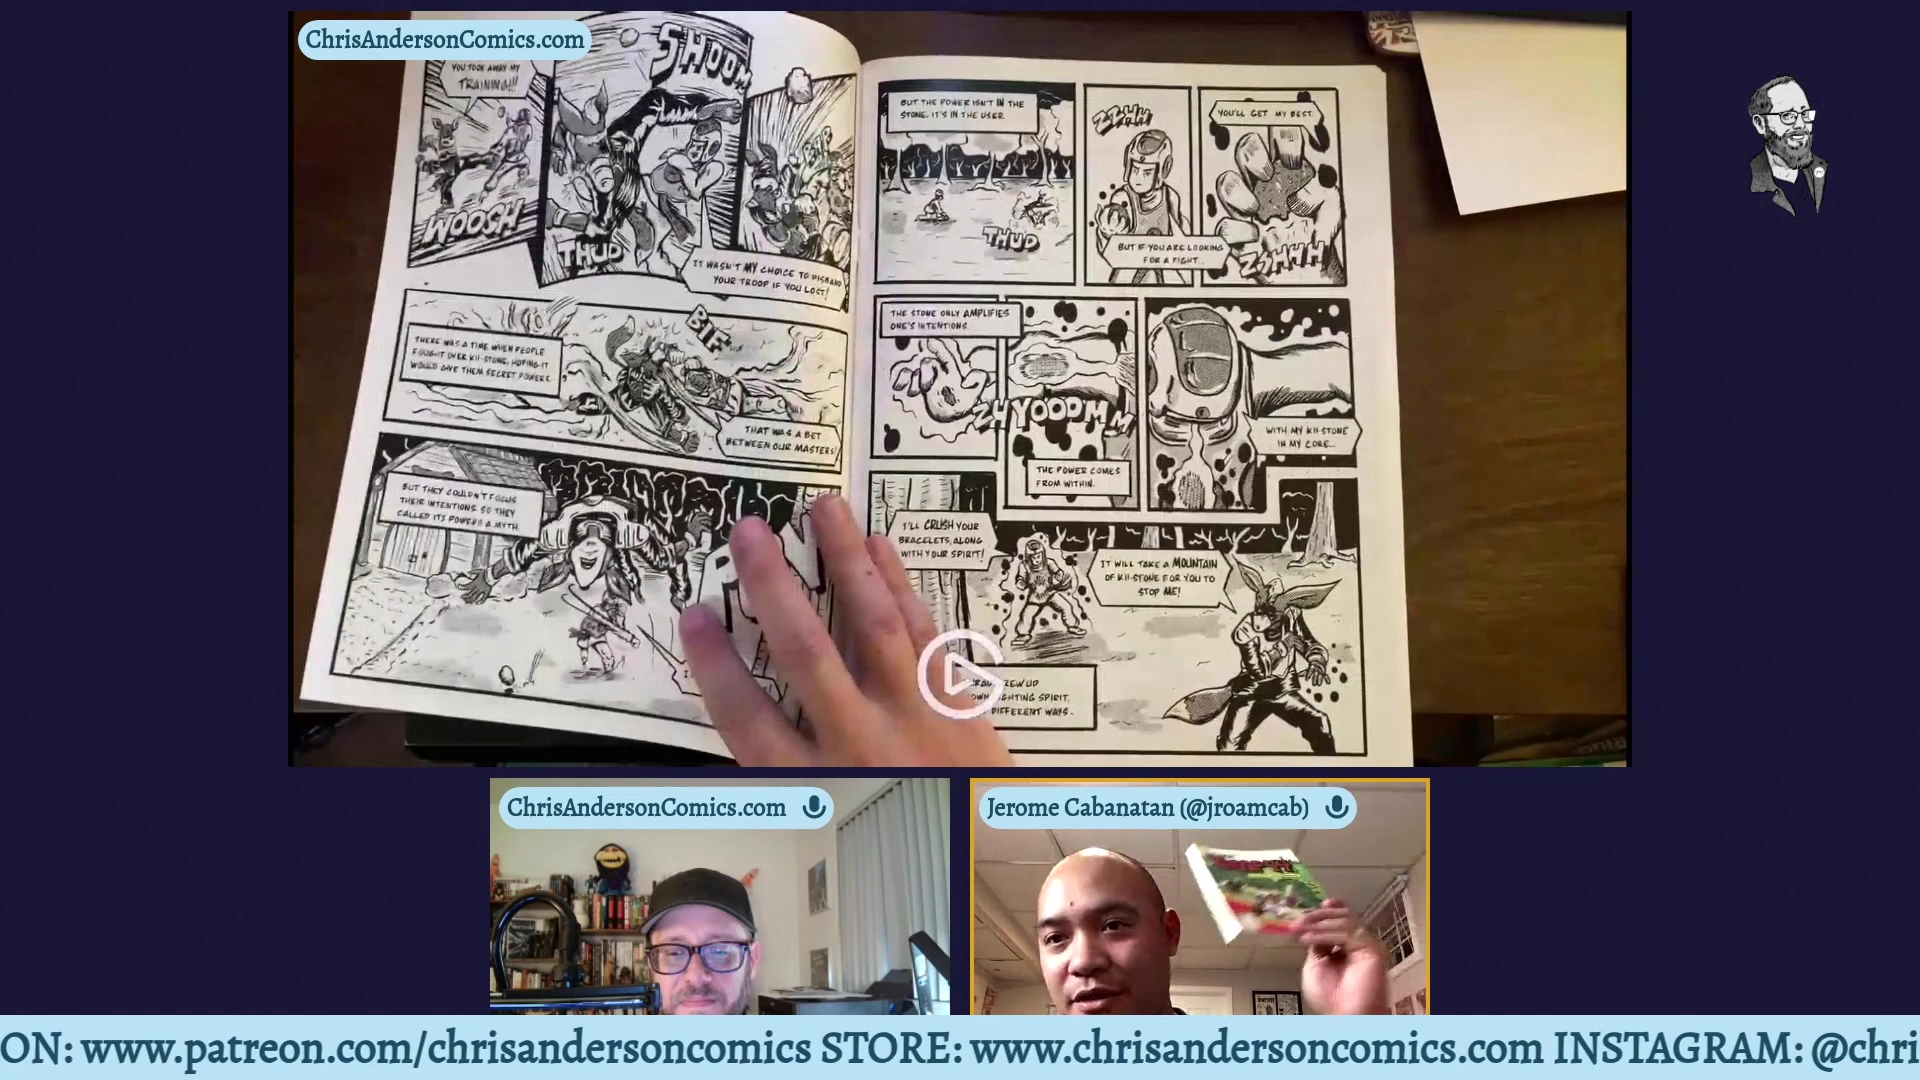 ChrisAndersonComics.com
YOU TOOK AWAY MY
TRAINING!!!
SHOOM
WOOSH
THUD
IT WASN'T MY CHOICE TO DISBAND
YOUR TROOP IF YOU LOST!
THERE WAS A TIME WHEN PEOPLE
FOUGHT OVER KII-STONE, HOPING IT
WOULD GIVE THEM SECRET POWERS.
BIF
THAT WAS A BET
BETWEEN OUR MASTERS!
BUT THEY COULDN'T FOCUS
THEIR INTENTIONS. SO THEY
CALLED ITS POWERS A MYTH.
BUT THE POWER ISN'T IN THE
STONE. IT'S IN THE USER.
THUD
ZZHH
BUT IF YOU ARE LOOKING
FOR A FIGHT...
YOU'LL GET MY BEST.
ZSHHHH
THE STONE ONLY AMPLIFIES
ONE'S INTENTIONS.
ZHYOOOMM
THE POWER COMES
FROM WITHIN.
WITH MY KII-STONE
IN MY CORE...
I'LL CRUSH YOUR
BRACELETS, ALONG
WITH YOUR SPIRIT!
IT WILL TAKE A MOUNTAIN
OF KII-STONE FOR YOU TO
STOP ME!
FIGHTING SPIRIT,
DIFFERENT WAYS.
ChrisAndersonComics.com
Jerome Cabanatan (@jroamcab)
ON: www.patreon.com/chrisandersoncomics STORE: www.chrisandersoncomics.com INSTAGRAM: @chri